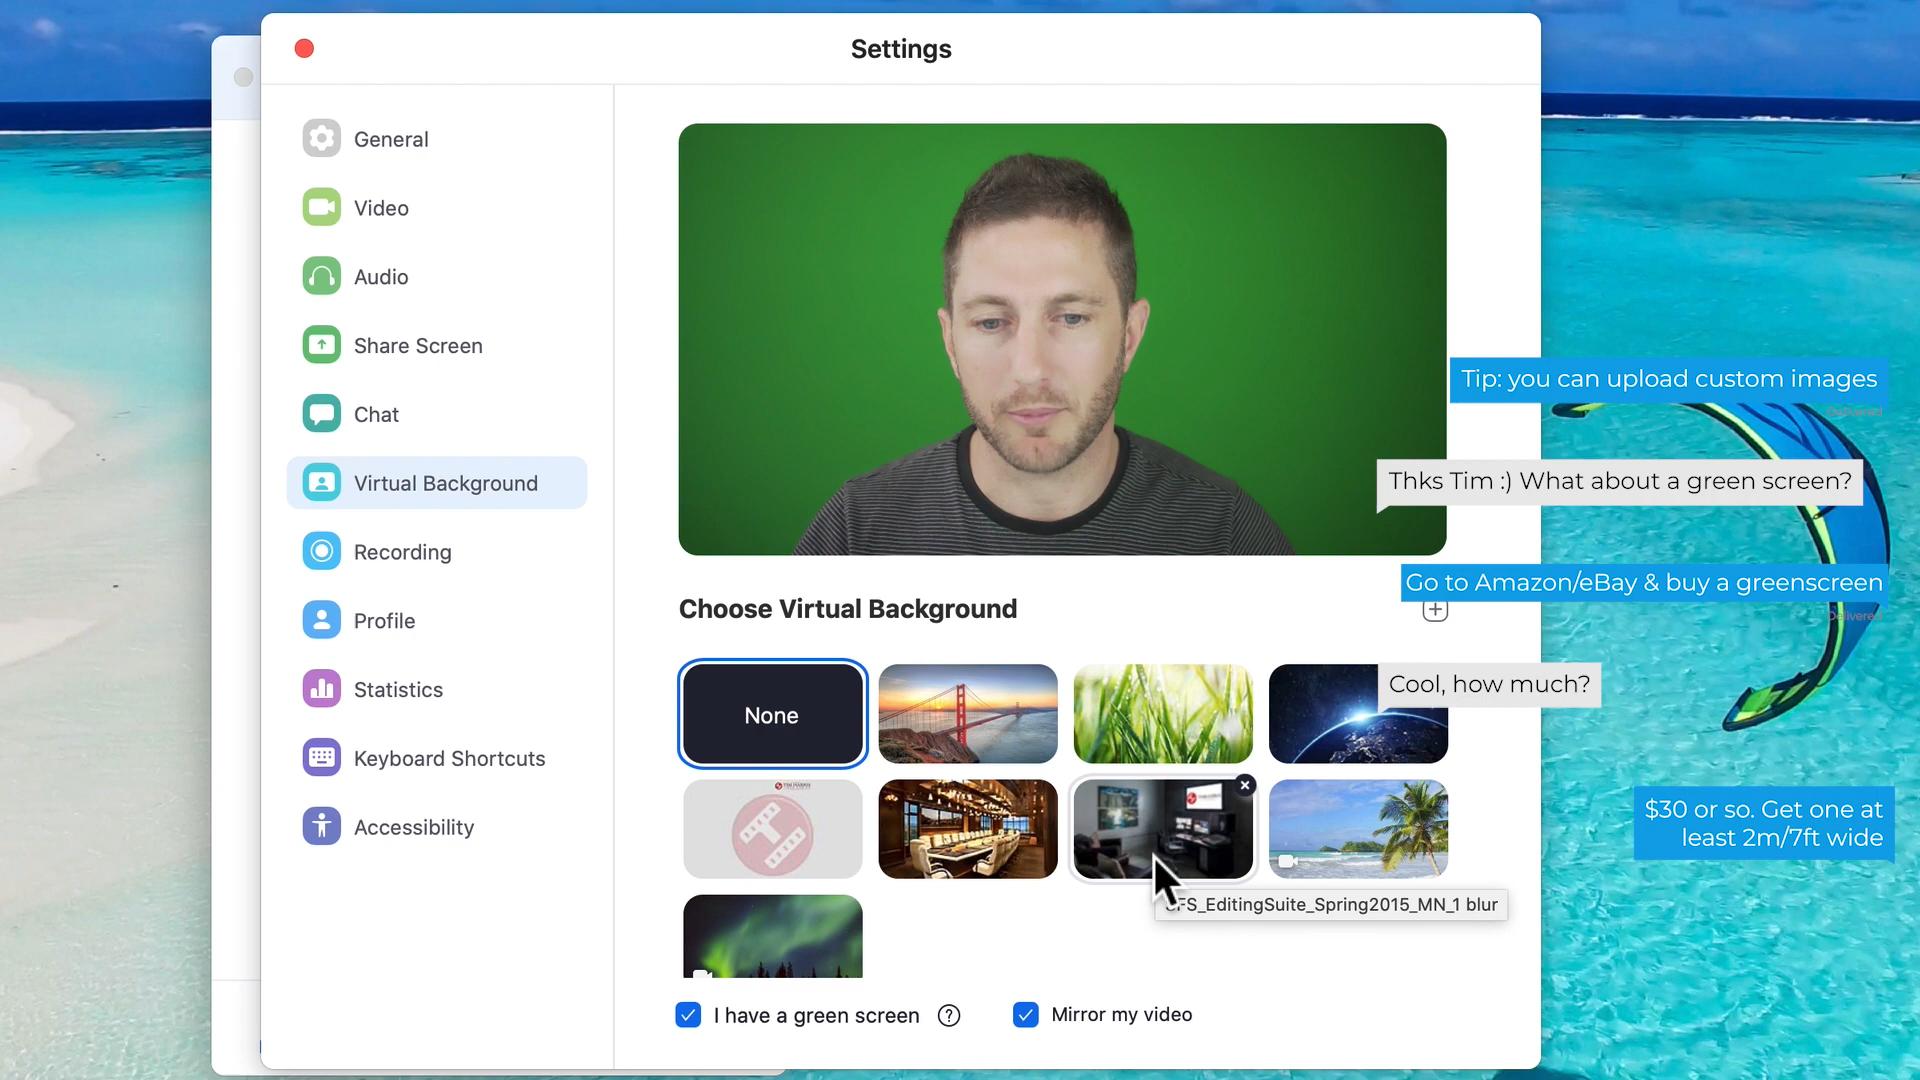 Settings
General
Video
Audio
Share Screen
Chat
Virtual Background
Recording
Profile
Statistics
Keyboard Shortcuts
Accessibility
Tip: you can upload custom images
Delivered
Thks Tim :) What about a green screen?
Go to Amazon/eBay & buy a greenscreen
Delivered
Choose Virtual Background
Cool, how much?
None
$30 or so. Get one at
least 2m/7ft wide
FS_EditingSuite_Spring2015_MN_1 blur
I have a green screen
Mirror my video